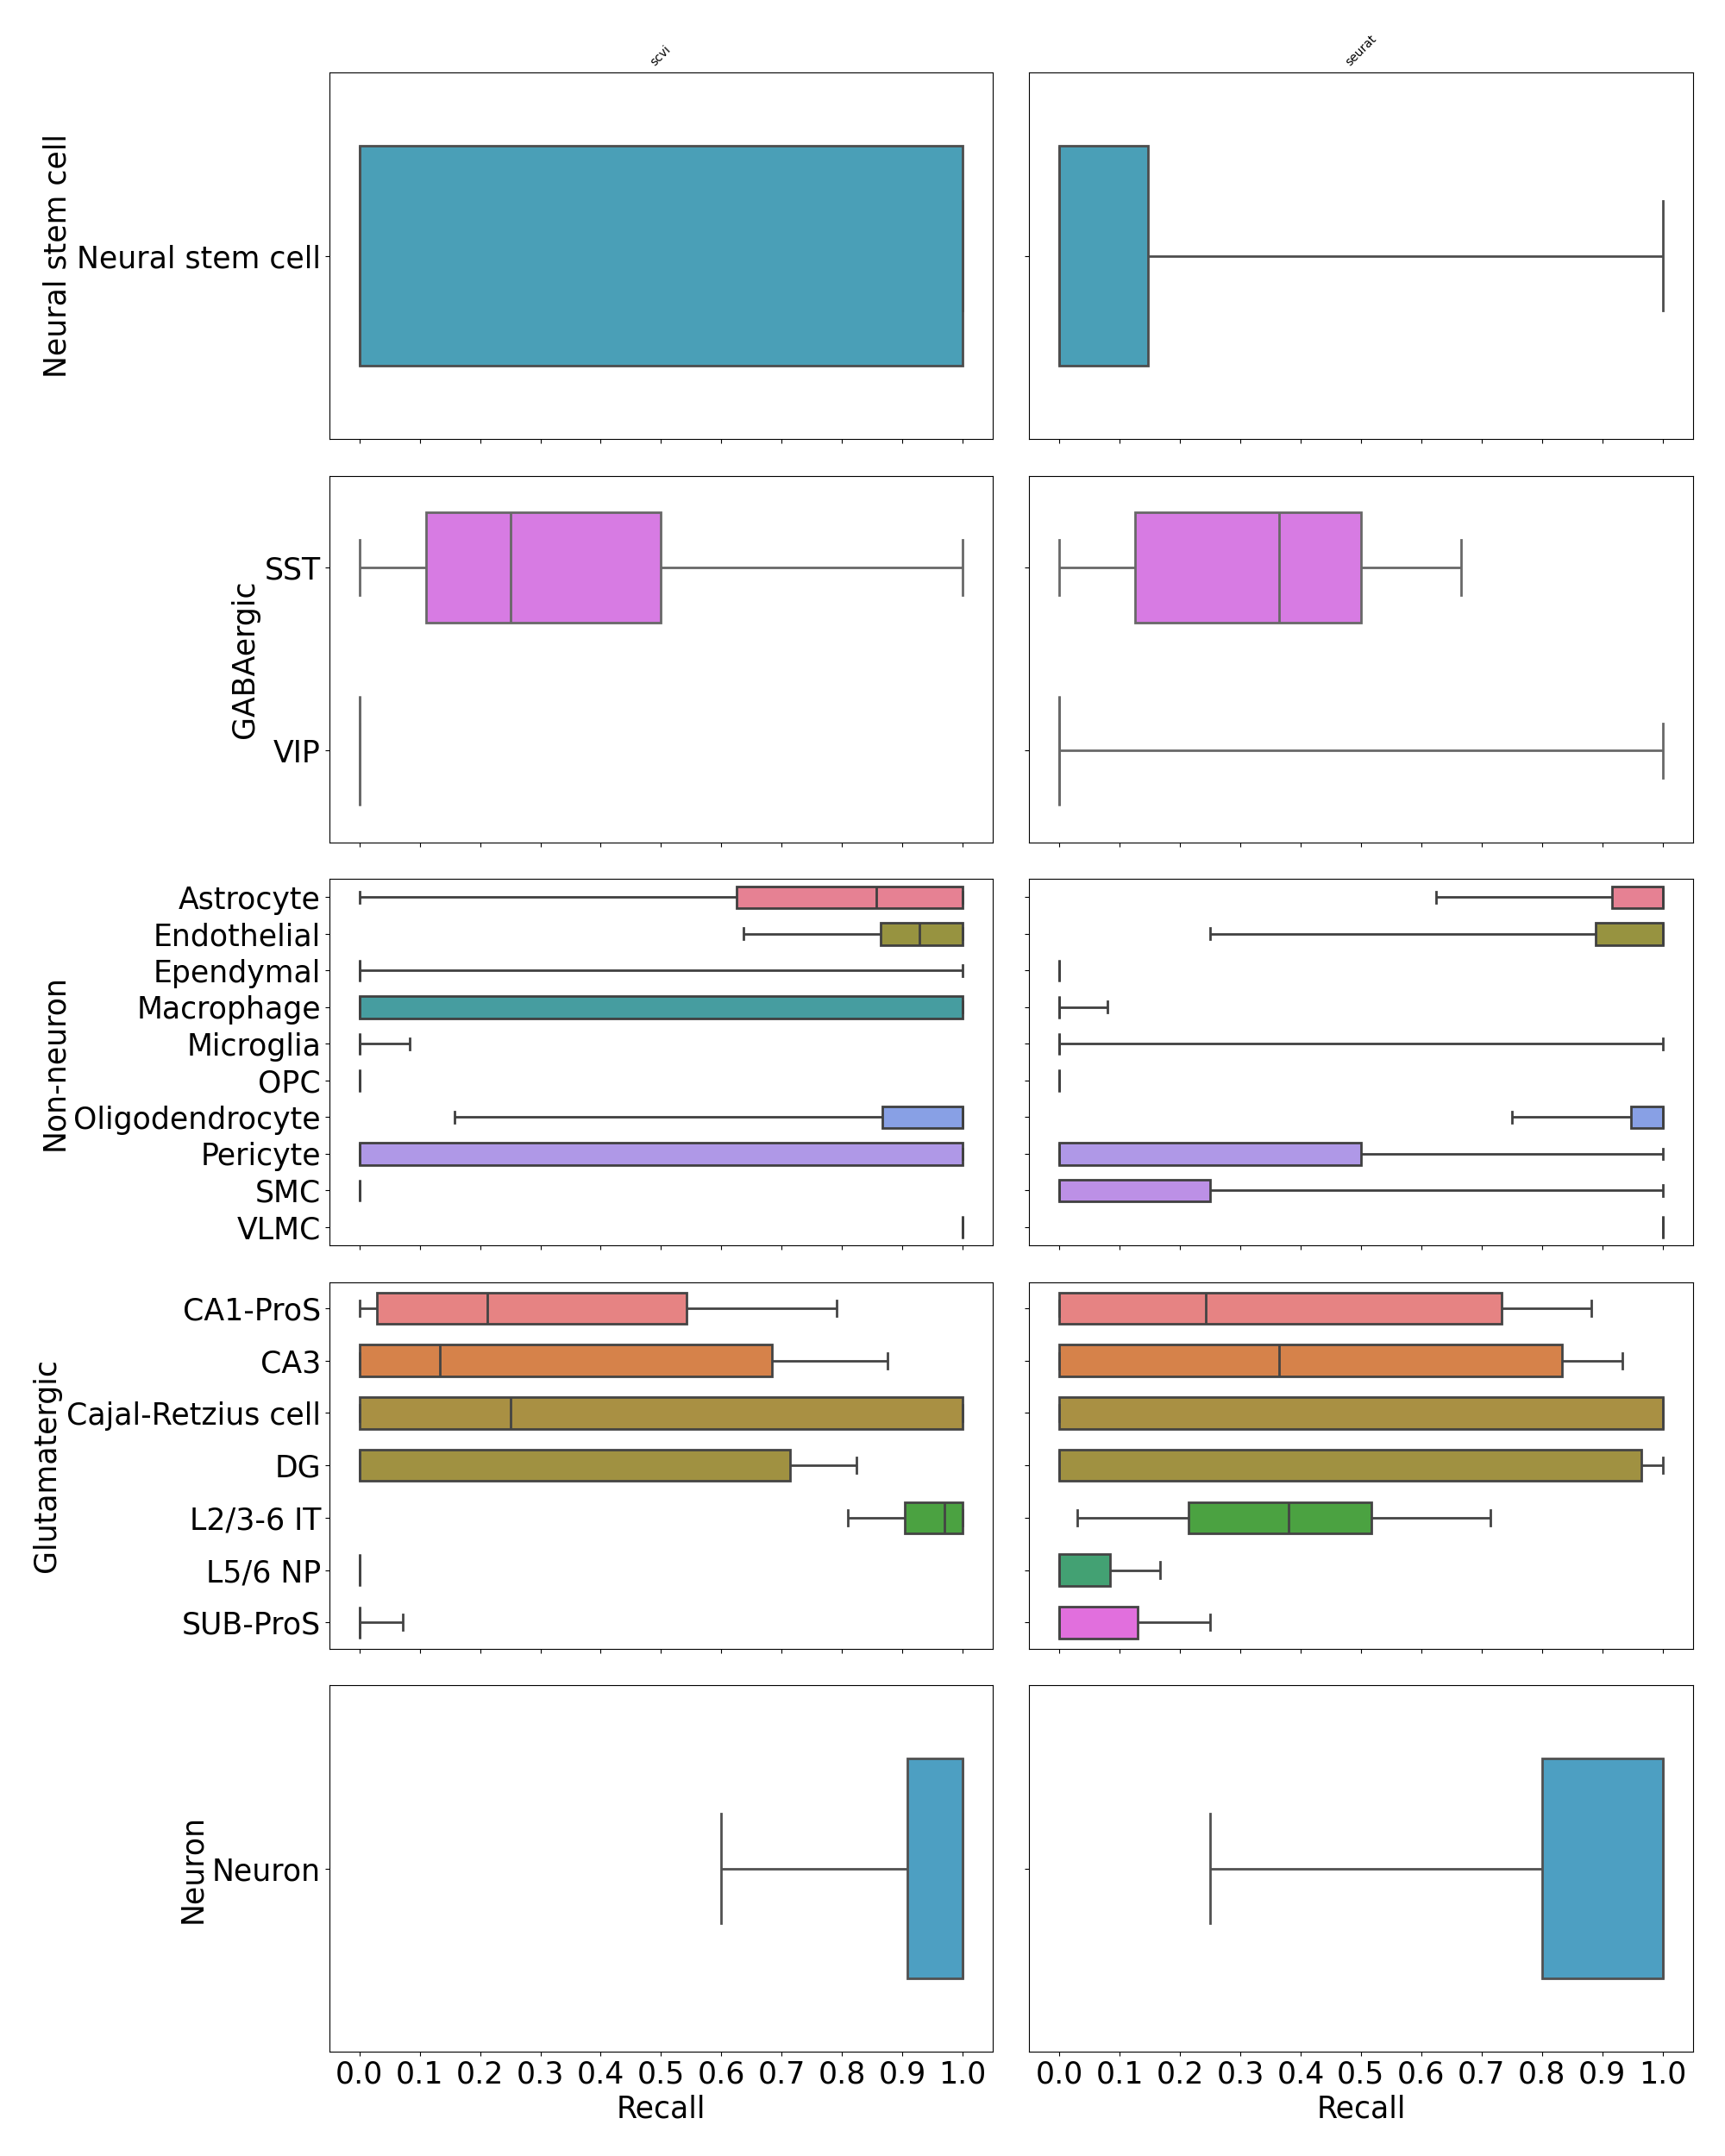 scvi
seurat
Neural stem cell
Neural stem cell
GABAergic
SST
VIP
Non-neuron
Astrocyte
Endothelial
Ependymal
Macrophage
Microglia
OPC
Oligodendrocyte
Pericyte
SMC
VLMC
Glutamatergic
CA1-ProS
CA3
Cajal-Retzius cell
DG
L2/3-6 IT
L5/6 NP
SUB-ProS
Neuron
Neuron
0.0 0.1 0.2 0.3 0.4 0.5 0.6 0.7 0.8 0.9 1.0
Recall
0.0 0.1 0.2 0.3 0.4 0.5 0.6 0.7 0.8 0.9 1.0
Recall